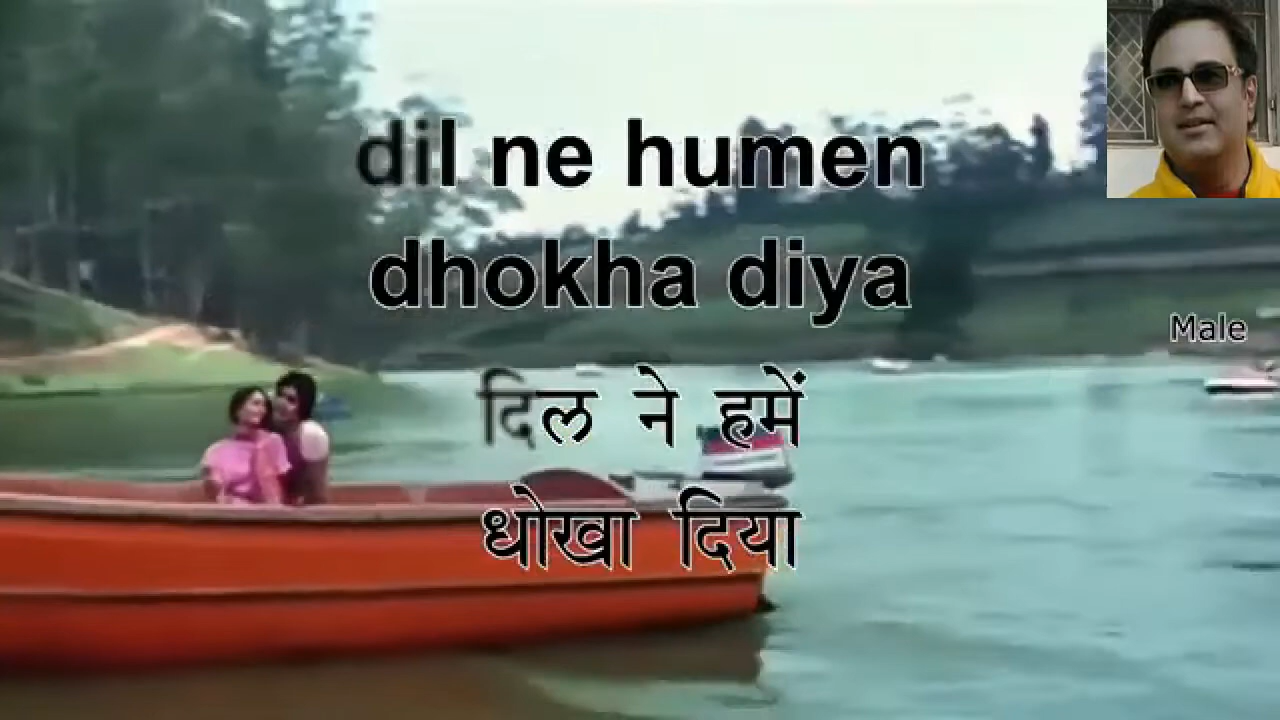 dil ne humen
dhokha diya
Male
दिल ने हमें
धोखा दिया